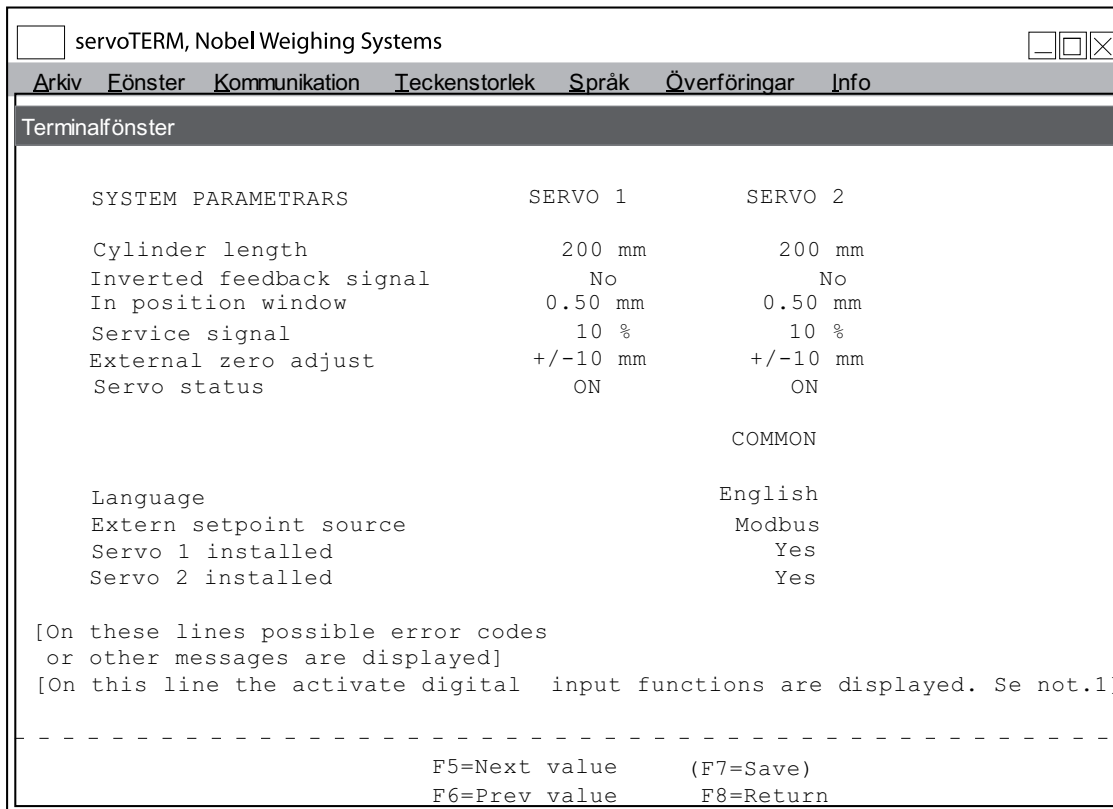 servoTERM, Nobel Weighing Systems
Arkiv Fönster Kommunikation Teckenstorlek Språk Överföringar Info
Terminalfönster
SYSTEM PARAMETRARS SERVO 1 SERVO 2
Cylinder length 200 mm 200 mm
Inverted feedback signal No No
In position window 0.50 mm 0.50 mm
Service signal 10 % 10 %
External zero adjust +/-10 mm +/-10 mm
Servo status ON ON
COMMON
Language English
Extern setpoint source Modbus
Servo 1 installed Yes
Servo 2 installed Yes
[On these lines possible error codes
or other messages are displayed]
[On this line the activate digital input functions are displayed. Se not.1]
F5=Next value (F7=Save)
F6=Prev value F8=Return